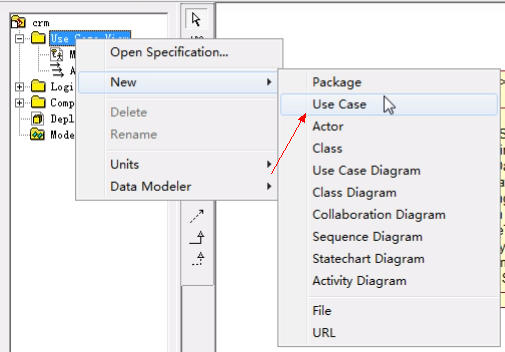 crm
Use Case View
Open Specification...
New
Delete
Rename
Units
Data Modeler
M
A
Logi
Comp
Depl
Mode
Package
Use Case
Actor
Class
Use Case Diagram
Class Diagram
Collaboration Diagram
Sequence Diagram
Statechart Diagram
Activity Diagram
File
URL